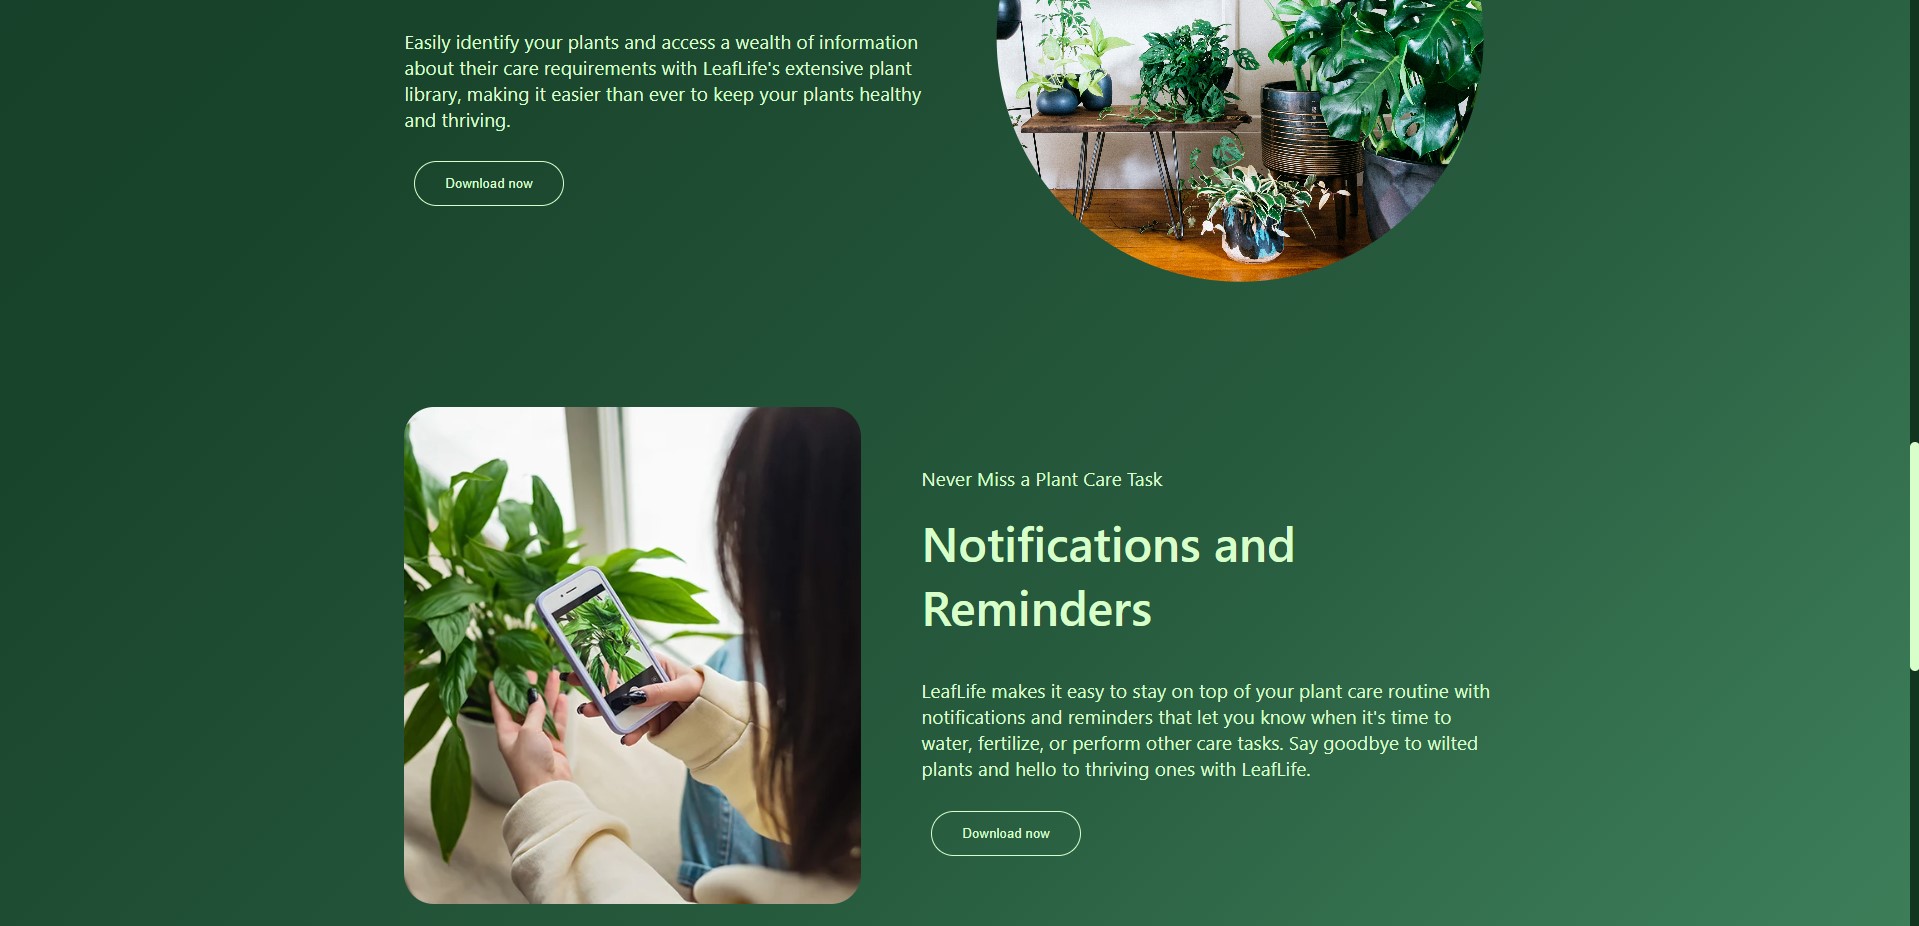 Easily identify your plants and access a wealth of information
about their care requirements with LeafLife's extensive plant
library, making it easier than ever to keep your plants healthy
and thriving.
Download now
Never Miss a Plant Care Task
Notifications and
Reminders
LeafLife makes it easy to stay on top of your plant care routine with
notifications and reminders that let you know when it's time to
water, fertilize, or perform other care tasks. Say goodbye to wilted
plants and hello to thriving ones with LeafLife.
Download now